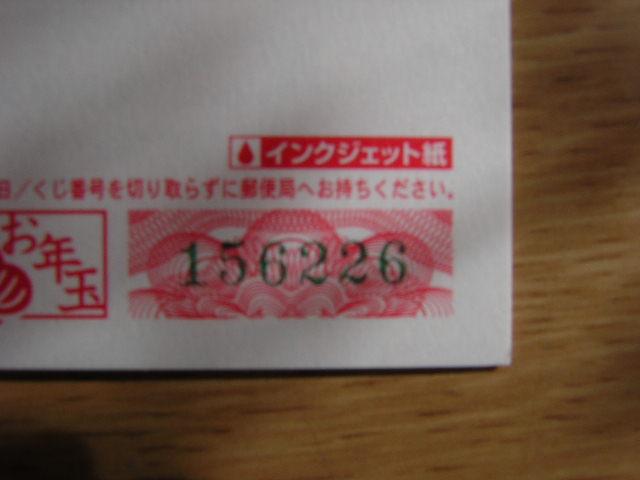 インクジェット紙
日/くじ番号を切り取らずに郵便局へお持ちください。
お年玉
156226